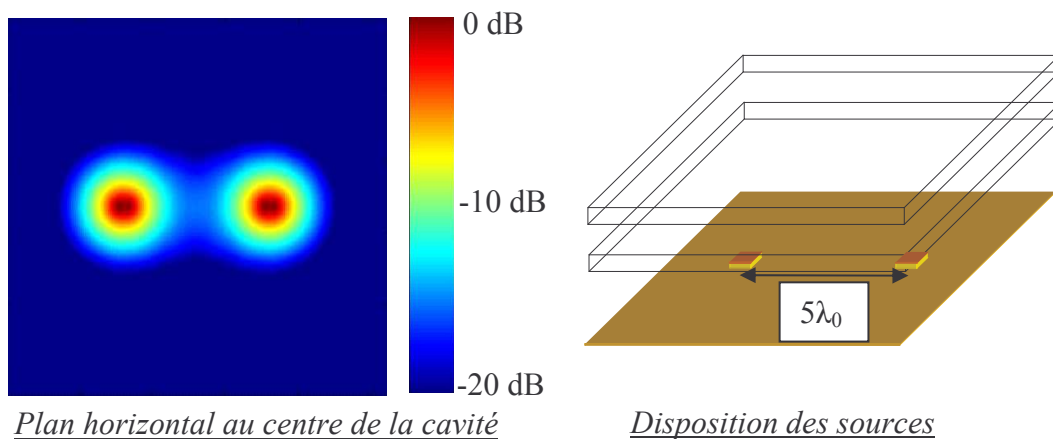 0 dB
-10 dB
-20 dB
5λ₀
Plan horizontal au centre de la cavité
Disposition des sources